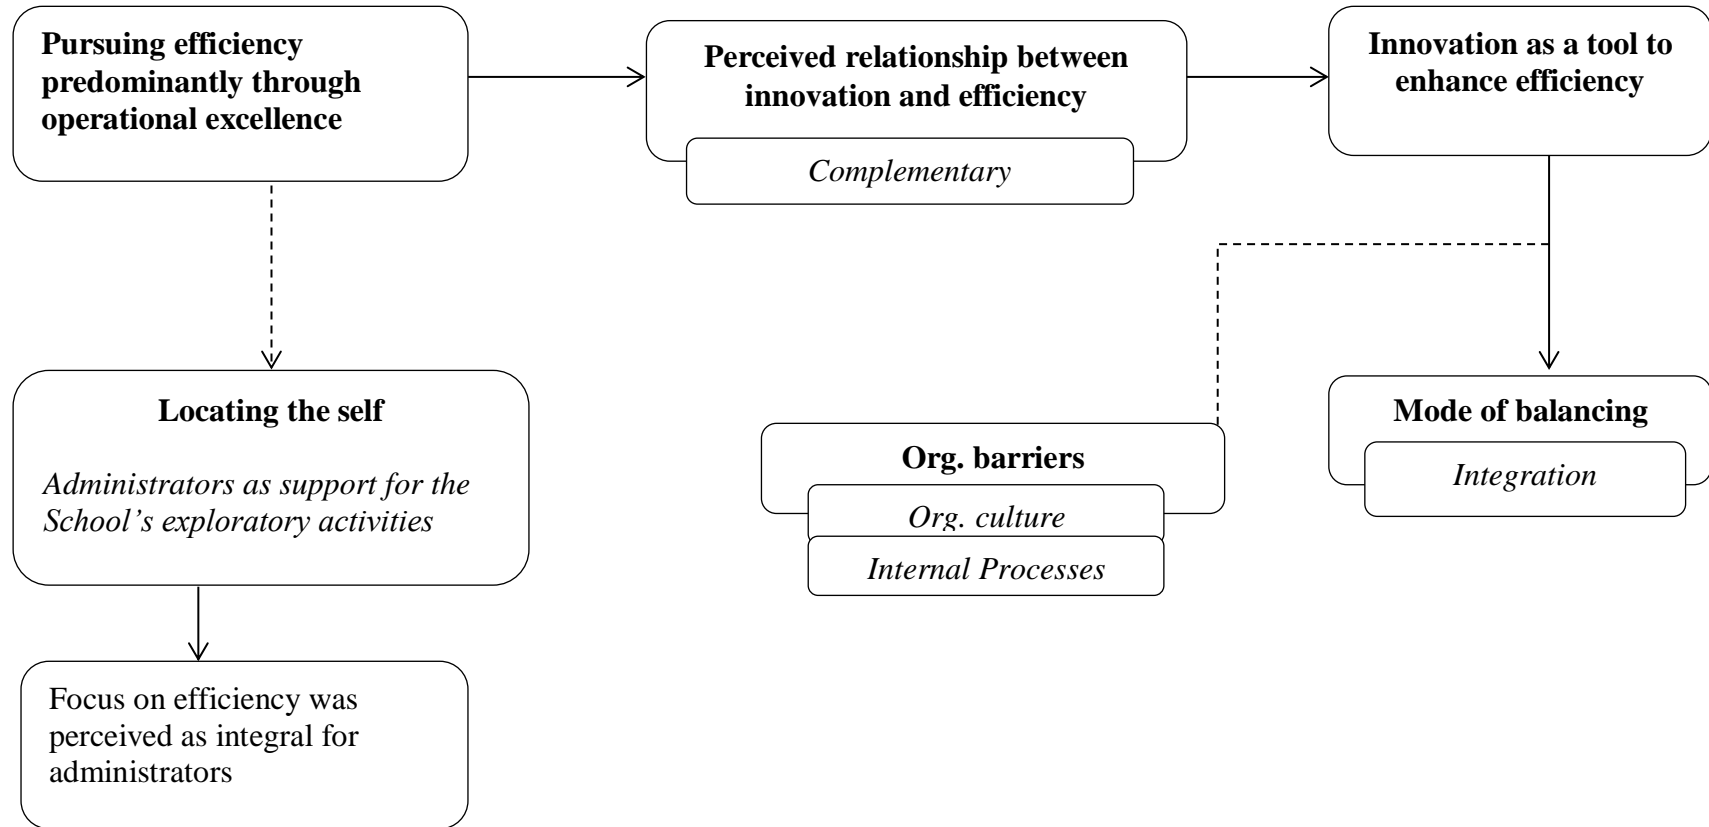 Pursuing efficiency
predominantly through
operational excellence
Perceived relationship between
innovation and efficiency
Complementary
Innovation as a tool to
enhance efficiency
Locating the self
Administrators as support for the
School’s exploratory activities
Org. barriers
Org. culture
Internal Processes
Mode of balancing
Integration
Focus on efficiency was
perceived as integral for
administrators